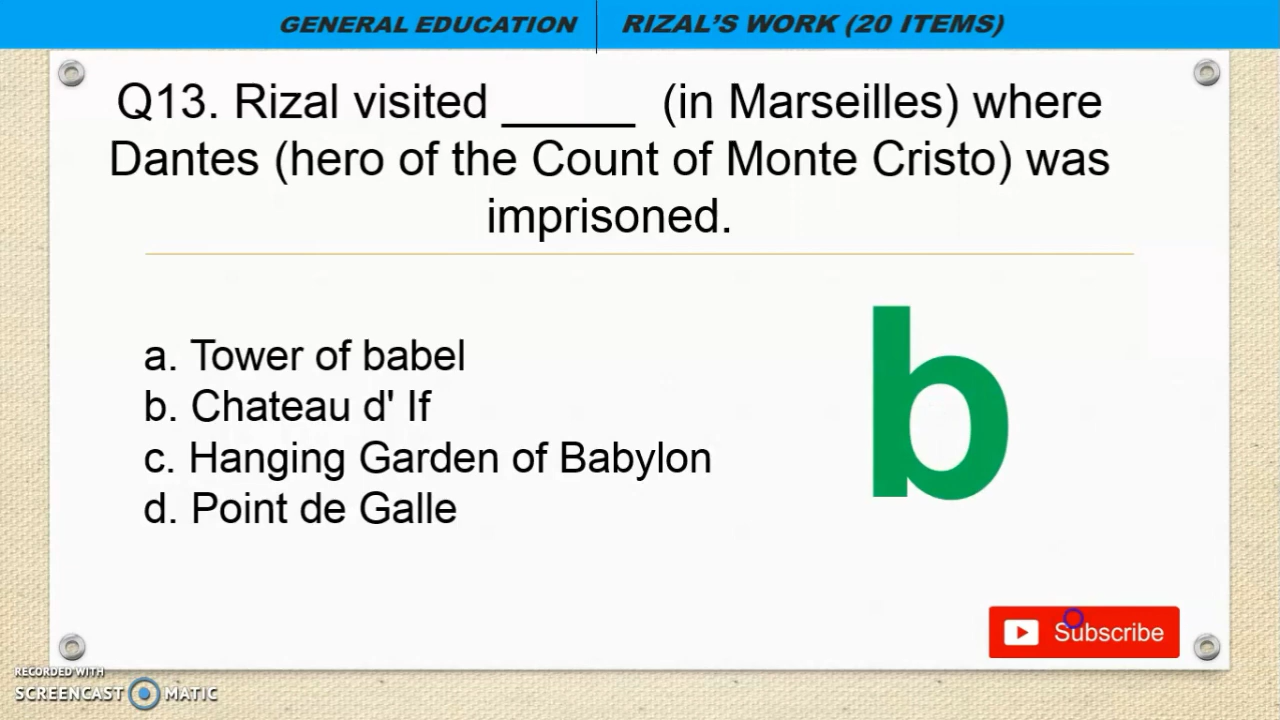 GENERAL EDUCATION
RIZAL'S WORK (20 ITEMS)
Q13. Rizal visited _____ (in Marseilles) where
Dantes (hero of the Count of Monte Cristo) was
imprisoned.
a. Tower of babel
b. Chateau d' If
c. Hanging Garden of Babylon
d. Point de Galle
b
Subscribe
RECORDED WITH
SCREENCAST MATIC